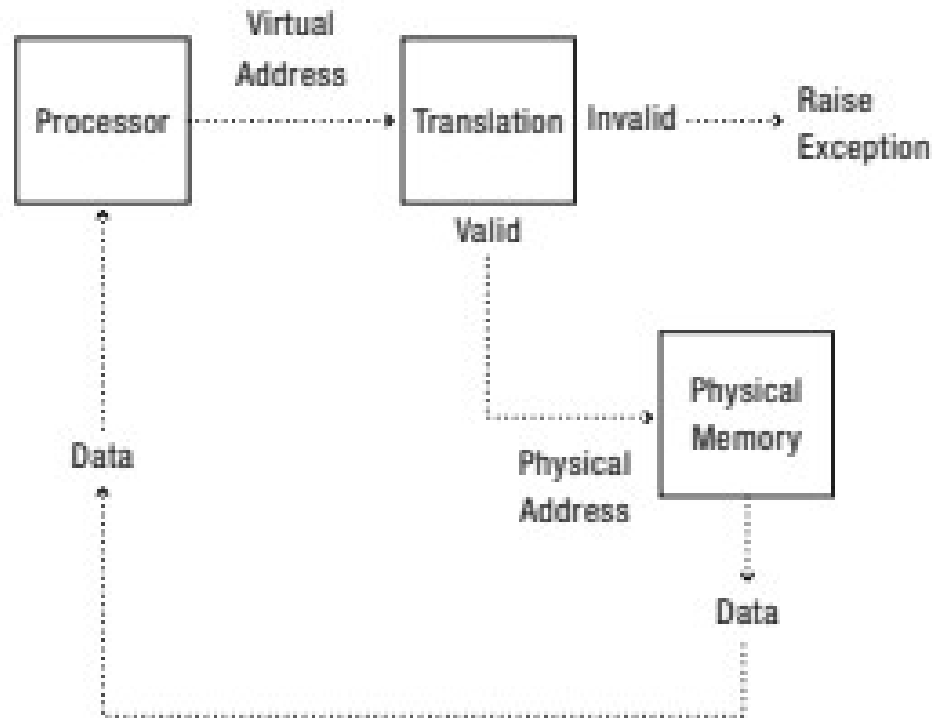 Virtual
Address
Processor
Translation
Invalid
Raise
Exception
Valid
Physical
Memory
Physical
Address
Data
Data